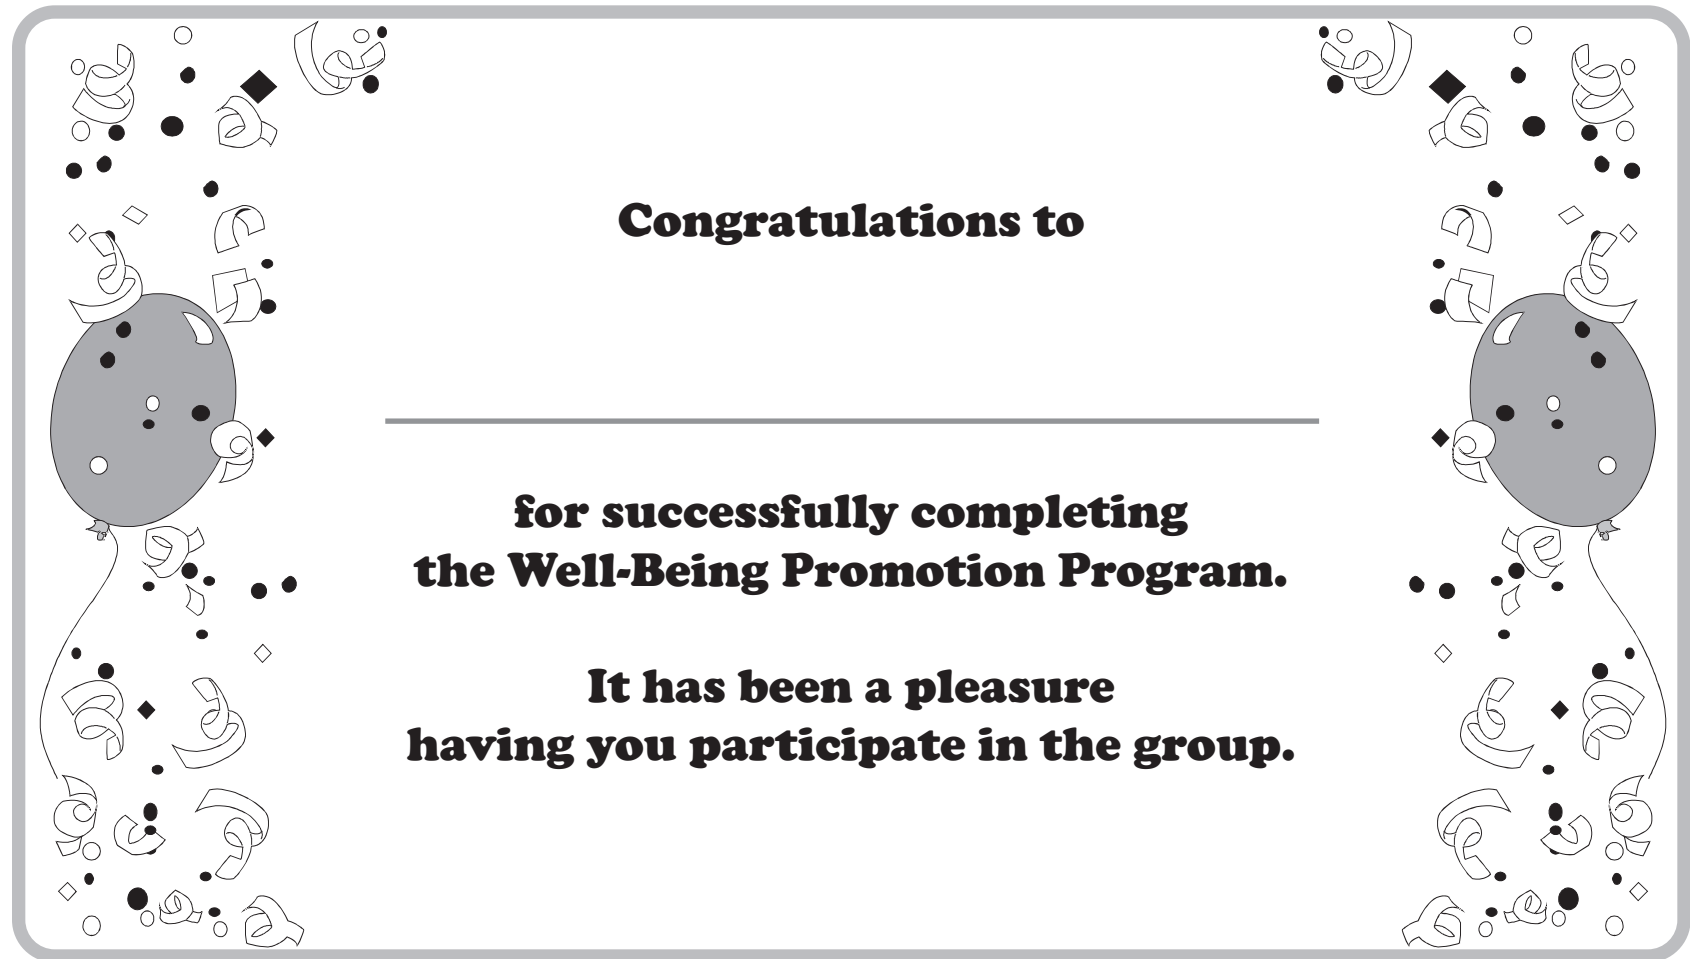 Congratulations to
for successfully completing
the Well-Being Promotion Program.
It has been a pleasure
having you participate in the group.